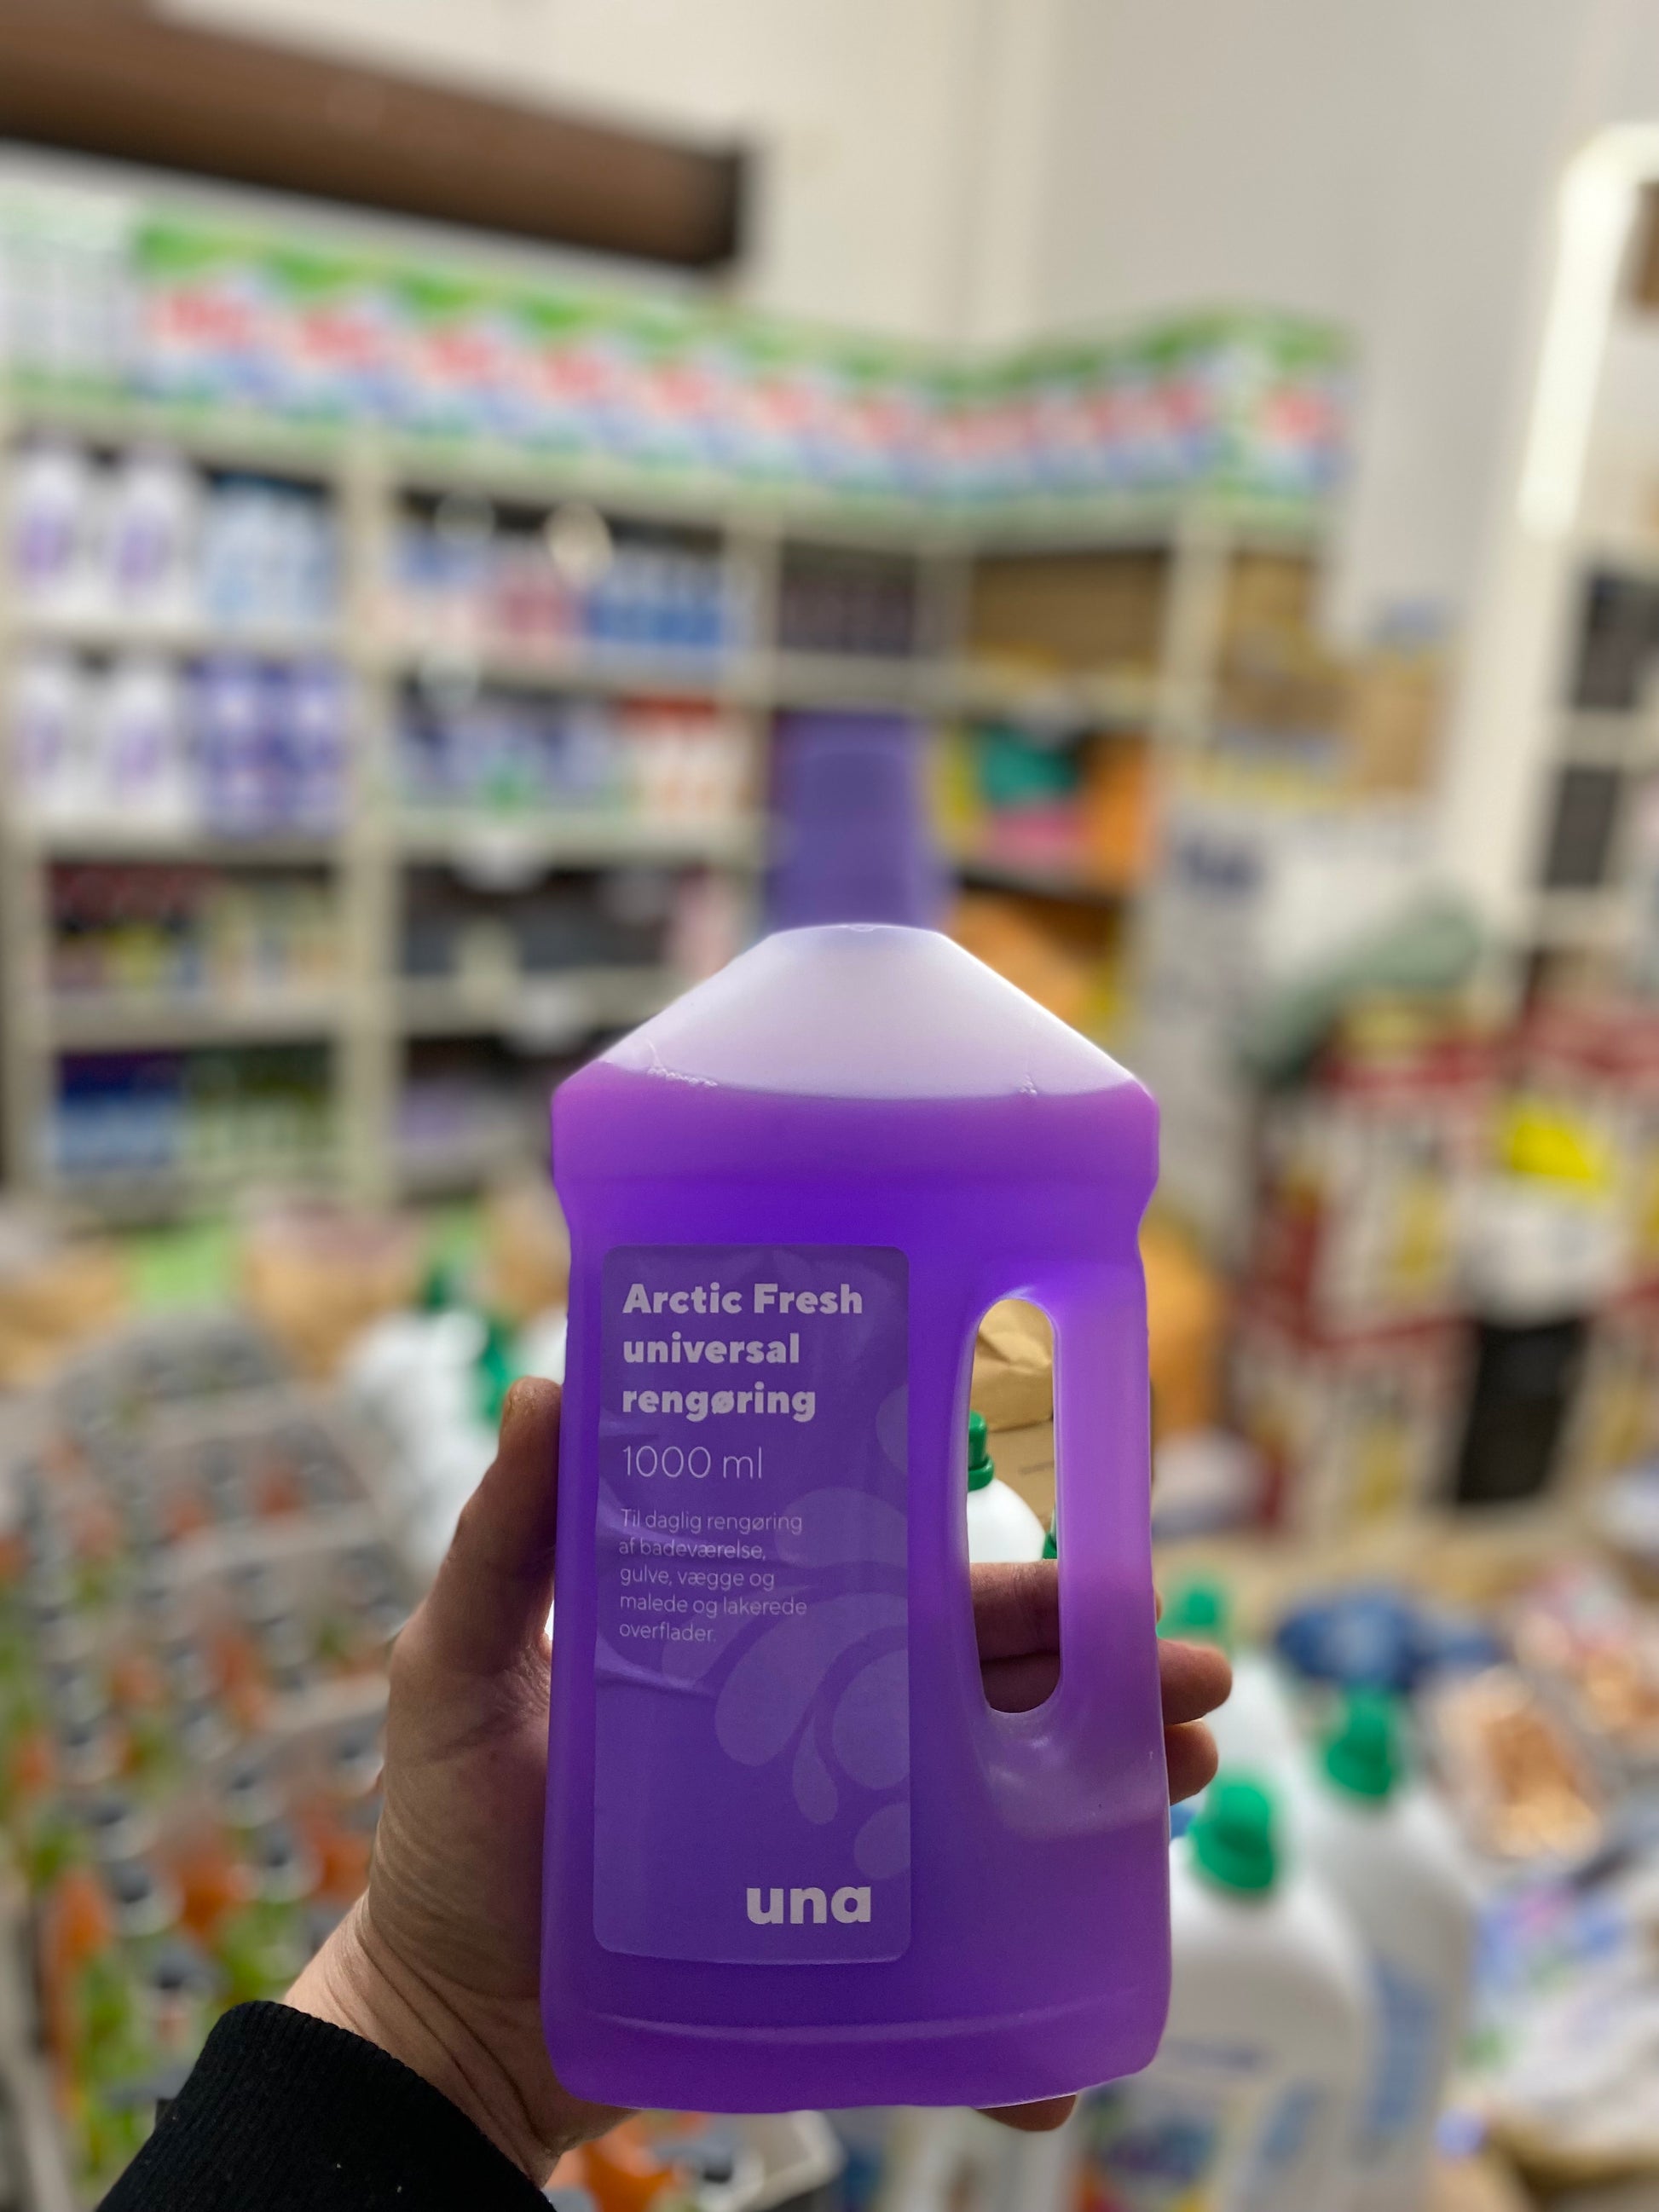 Arctic Fresh
universal
rengøring
1000 ml
Til daglig rengøring
af badeværelse,
gulve, vægge og
malede og lakerede
overflader.
una